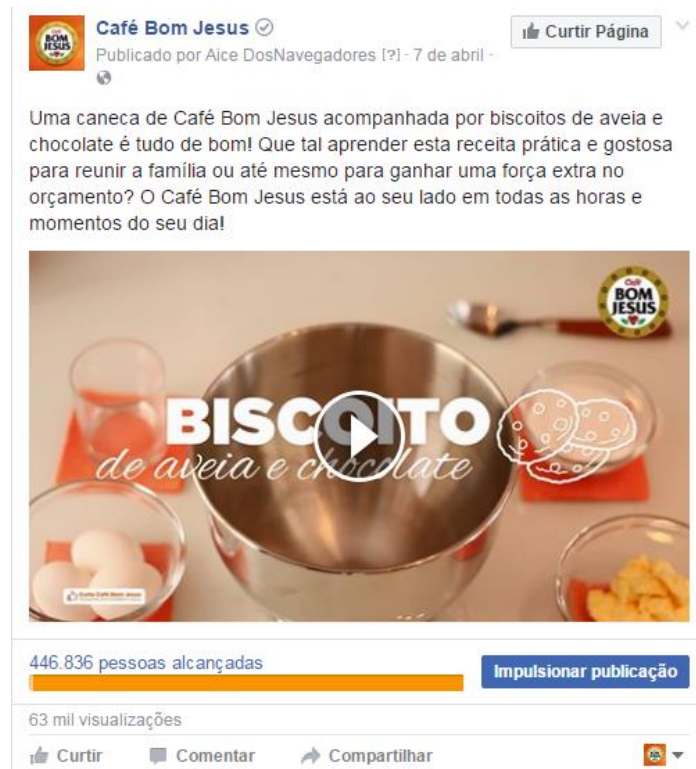 Café Bom Jesus
Curtir Página
Publicado por Aice DosNavegadores [?] · 7 de abril ·
Uma caneca de Café Bom Jesus acompanhada por biscoitos de aveia e
chocolate é tudo de bom! Que tal aprender esta receita prática e gostosa
para reunir a família ou até mesmo para ganhar uma força extra no
orçamento? O Café Bom Jesus está ao seu lado em todas as horas e
momentos do seu dia!
Café
BOM
JESUS
BISCOITO
de aveia e chocolate
Curta Café Bom Jesus
446.836 pessoas alcançadas
Impulsionar publicação
63 mil visualizações
Curtir Comentar Compartilhar